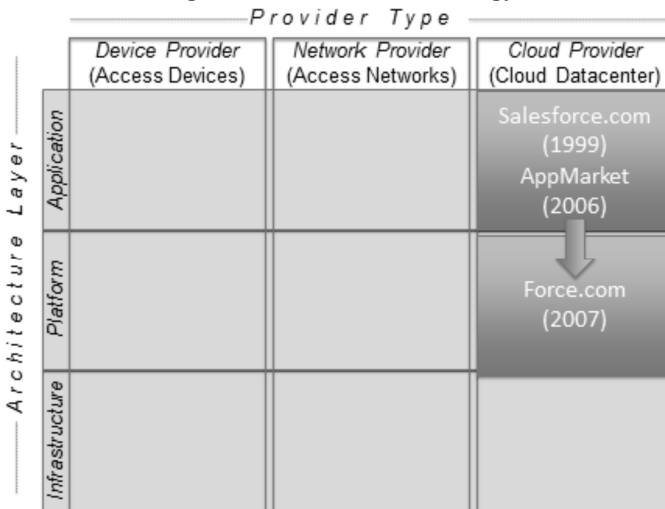 Provider Type
Device Provider
(Access Devices)
Network Provider
(Access Networks)
Cloud Provider
(Cloud Datacenter)
Architecture Layer
Application
Salesforce.com
(1999)
AppMarket
(2006)
Platform
Force.com
(2007)
Infrastructure